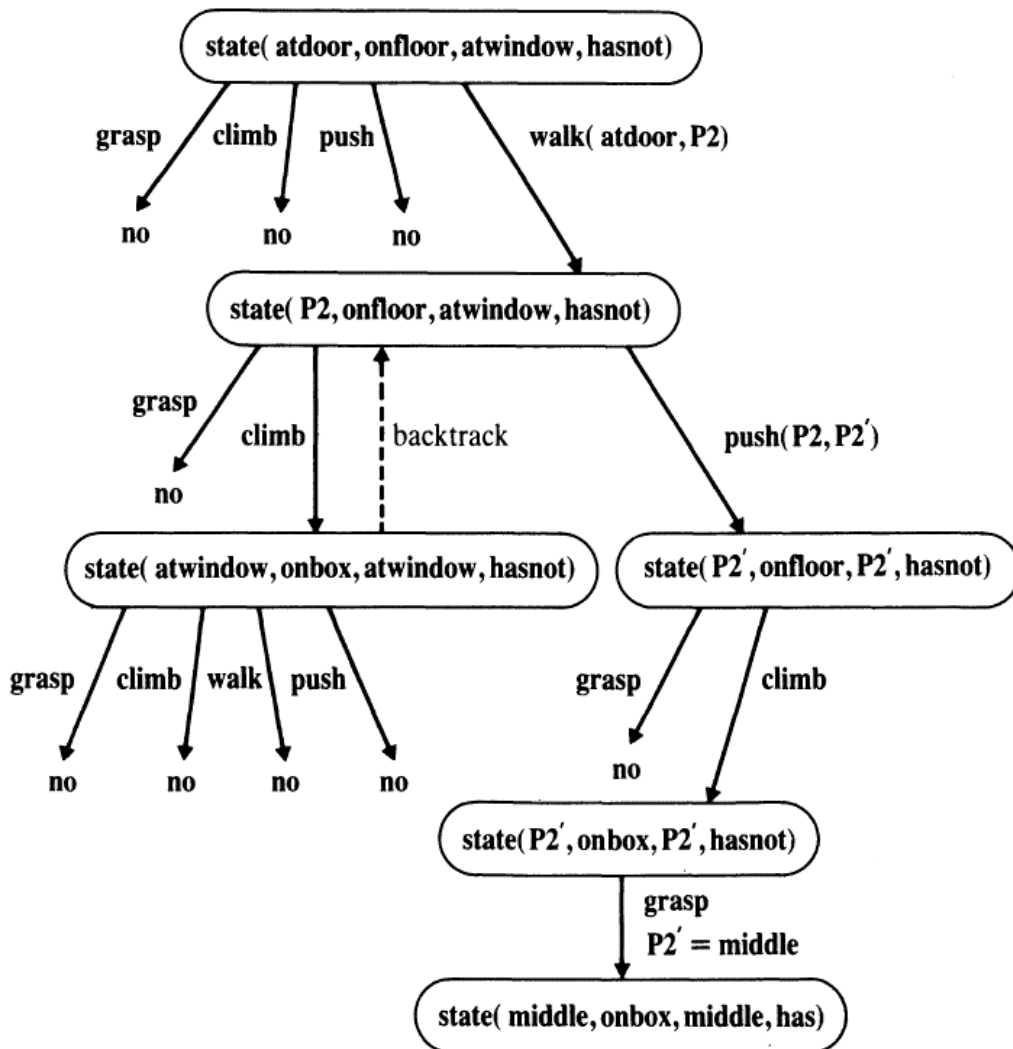 state( atdoor, onfloor, atwindow, hasnot)
grasp
climb
push
walk( atdoor, P2)
no
no
no
state( P2, onfloor, atwindow, hasnot)
grasp
climb
backtrack
push(P2, P2′)
no
state( atwindow, onbox, atwindow, hasnot)
state( P2′, onfloor, P2′, hasnot)
grasp
climb
walk
push
grasp
climb
no
no
no
no
no
state( P2′, onbox, P2′, hasnot)
grasp
P2′ = middle
state( middle, onbox, middle, has)